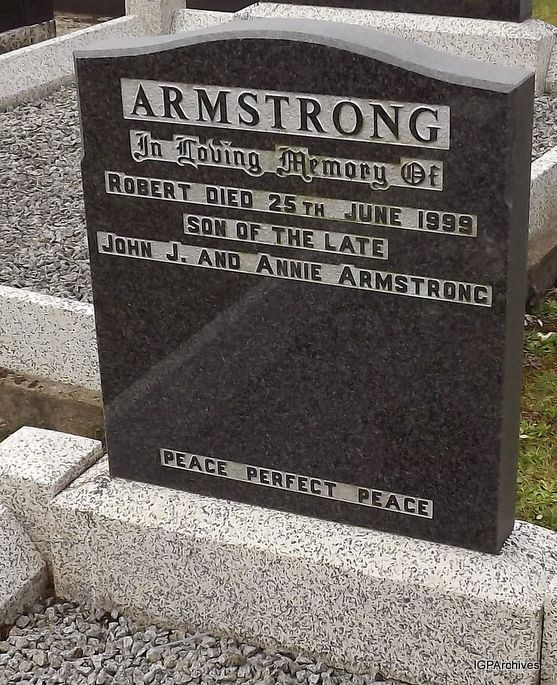 ARMSTRONG
In Loving Memory Of
ROBERT DIED 25TH JUNE 1999
SON OF THE LATE
JOHN J. AND ANNIE ARMSTRONG
PEACE PERFECT PEACE
IGPArchives